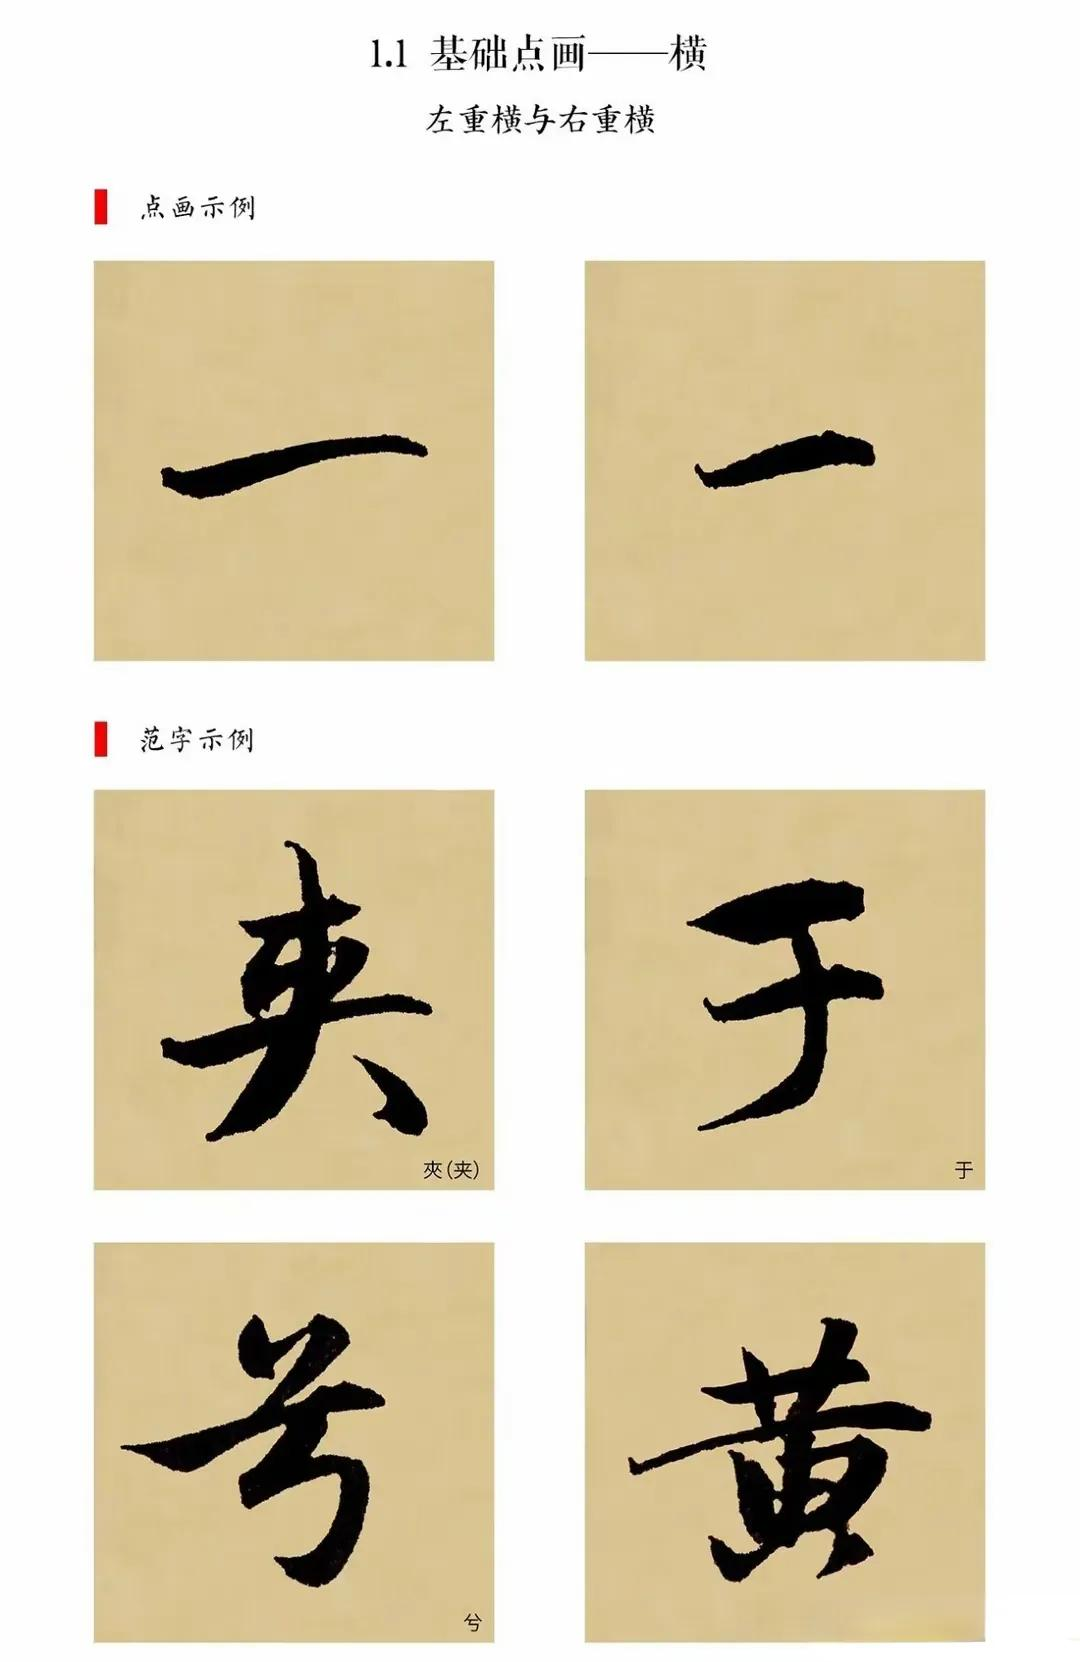 1.1 基础点画——横
左重横与右重横
点画示例
一 一
范字示例
夾 于
夾(夹) 于
兮 黄
兮